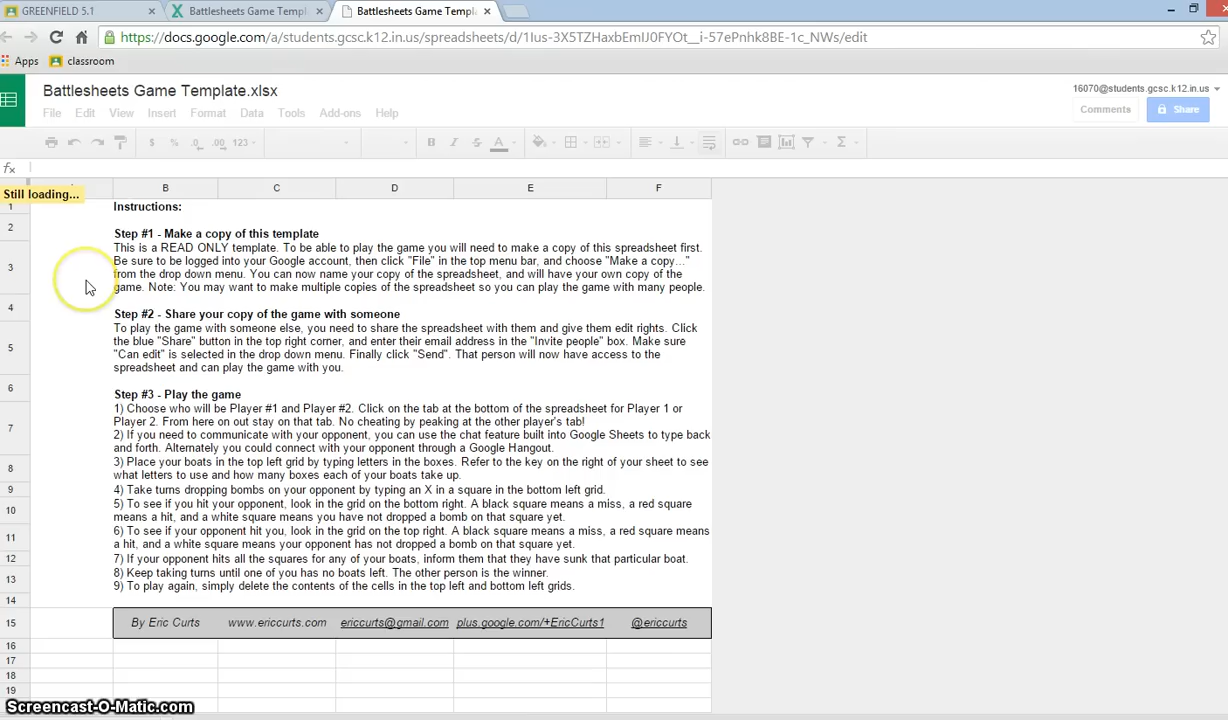 GREENFIELD 5.1
Battlesheets Game Templ
Battlesheets Game Templa
https://docs.google.com/a/students.gcsc.k12.in.us/spreadsheets/d/1Ius-3X5TZHaxbEmIJ0FYOt__i-57ePnhk8BE-1c_NWs/edit
Apps classroom
Battlesheets Game Template.xlsx
16070@students.gcsc.k12.in.us
File Edit View Insert Format Data Tools Add-ons Help
Comments Share
$ % .0 .00 123
B I S A Σ
fx
Still loading...
B C D E F
1 Instructions:
2 Step #1 - Make a copy of this template
This is a READ ONLY template. To be able to play the game you will need to make a copy of this spreadsheet first.
3 Be sure to be logged into your Google account, then click "File" in the top menu bar, and choose "Make a copy..."
from the drop down menu. You can now name your copy of the spreadsheet, and will have your own copy of the
game. Note: You may want to make multiple copies of the spreadsheet so you can play the game with many people.
4 Step #2 - Share your copy of the game with someone
To play the game with someone else, you need to share the spreadsheet with them and give them edit rights. Click
5 the blue "Share" button in the top right corner, and enter their email address in the "Invite people" box. Make sure
"Can edit" is selected in the drop down menu. Finally click "Send". That person will now have access to the
spreadsheet and can play the game with you.
6 Step #3 - Play the game
1) Choose who will be Player #1 and Player #2. Click on the tab at the bottom of the spreadsheet for Player 1 or
7 Player 2. From here on out stay on that tab. No cheating by peaking at the other player's tab!
2) If you need to communicate with your opponent, you can use the chat feature built into Google Sheets to type back
and forth. Alternately you could connect with your opponent through a Google Hangout.
8 3) Place your boats in the top left grid by typing letters in the boxes. Refer to the key on the right of your sheet to see
what letters to use and how many boxes each of your boats take up.
9 4) Take turns dropping bombs on your opponent by typing an X in a square in the bottom left grid.
10 5) To see if you hit your opponent, look in the grid on the bottom right. A black square means a miss, a red square
means a hit, and a white square means you have not dropped a bomb on that square yet.
11 6) To see if your opponent hit you, look in the grid on the top right. A black square means a miss, a red square means
a hit, and a white square means your opponent has not dropped a bomb on that square yet.
12 7) If your opponent hits all the squares for any of your boats, inform them that they have sunk that particular boat.
13 8) Keep taking turns until one of you has no boats left. The other person is the winner.
9) To play again, simply delete the contents of the cells in the top left and bottom left grids.
14
15 By Eric Curts www.ericcurts.com ericcurts@gmail.com plus.google.com/+EricCurts1 @ericcurts
16
17
18
19
Screencast-O-Matic.com